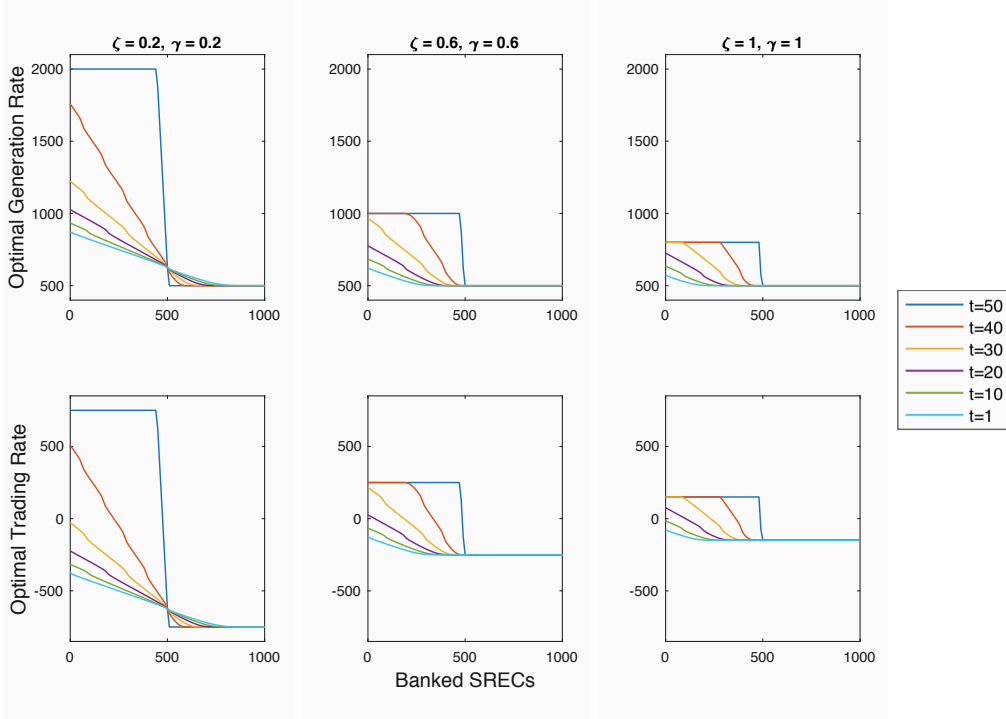 ζ = 0.2, γ = 0.2
ζ = 0.6, γ = 0.6
ζ = 1, γ = 1
Optimal Generation Rate
2000
1500
1000
500
0 500 1000
2000
1500
1000
500
0 500 1000
2000
1500
1000
500
0 500 1000
t=50
t=40
t=30
t=20
t=10
t=1
Optimal Trading Rate
500
0
-500
0 500 1000
500
0
-500
0 500 1000
500
0
-500
0 500 1000
Banked SRECs